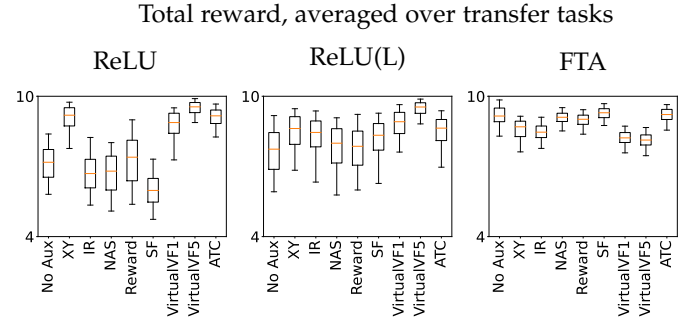 Total reward, averaged over transfer tasks
ReLU
ReLU(L)
FTA
10
4
No Aux
XY
IR
NAS
Reward
SF
VirtualVF1
VirtualVF5
ATC
10
4
No Aux
XY
IR
NAS
Reward
SF
VirtualVF1
VirtualVF5
ATC
10
4
No Aux
XY
IR
NAS
Reward
SF
VirtualVF1
VirtualVF5
ATC